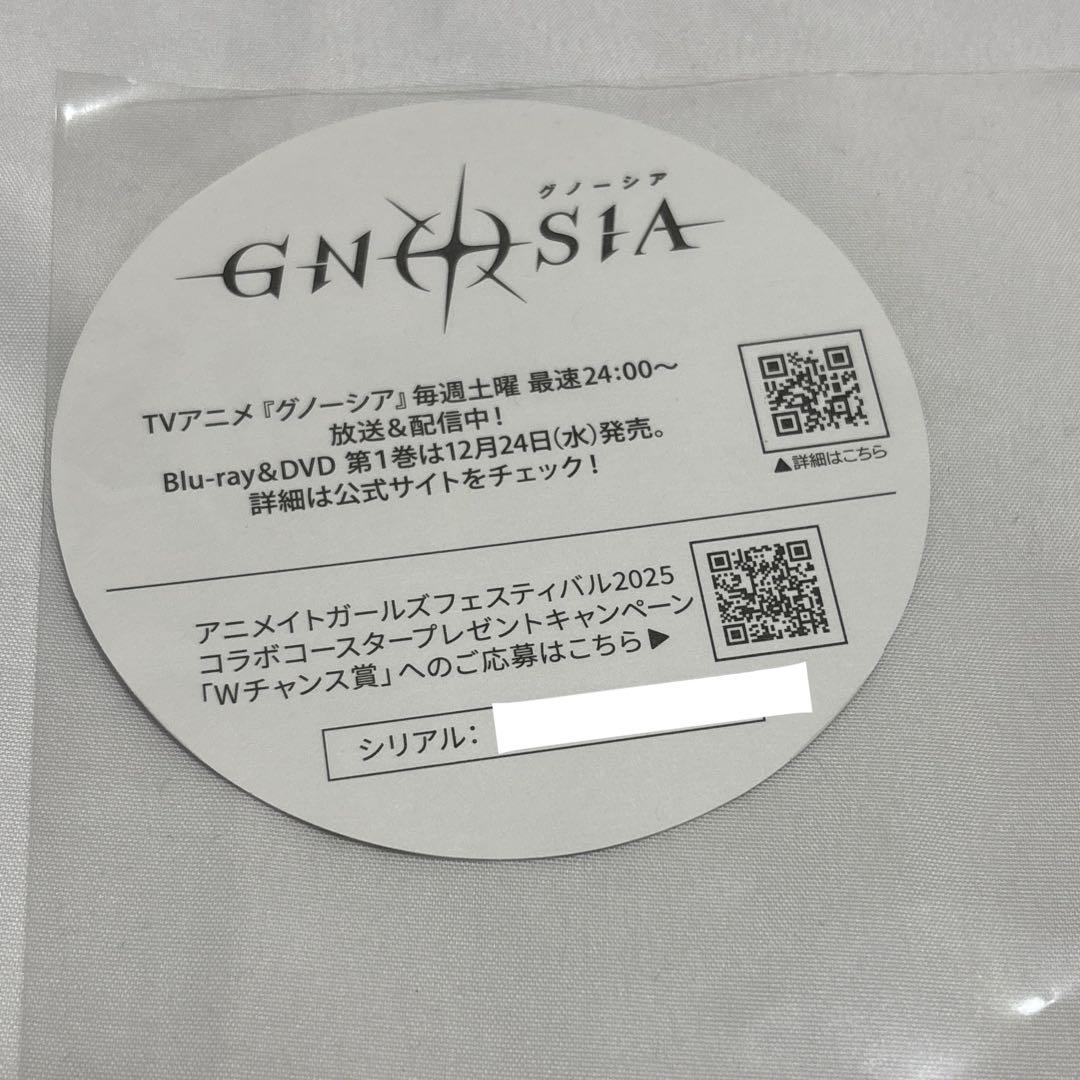 グノーシア
GNOSIA
TVアニメ『グノーシア』毎週土曜 最速24:00～
放送&配信中!
Blu-ray&DVD 第1巻は12月24日(水)発売。
詳細は公式サイトをチェック!
▲詳細はこちら
アニメイトガールズフェスティバル2025
コラボコースタープレゼントキャンペーン
「Wチャンス賞」へのご応募はこちら▶
シリアル: